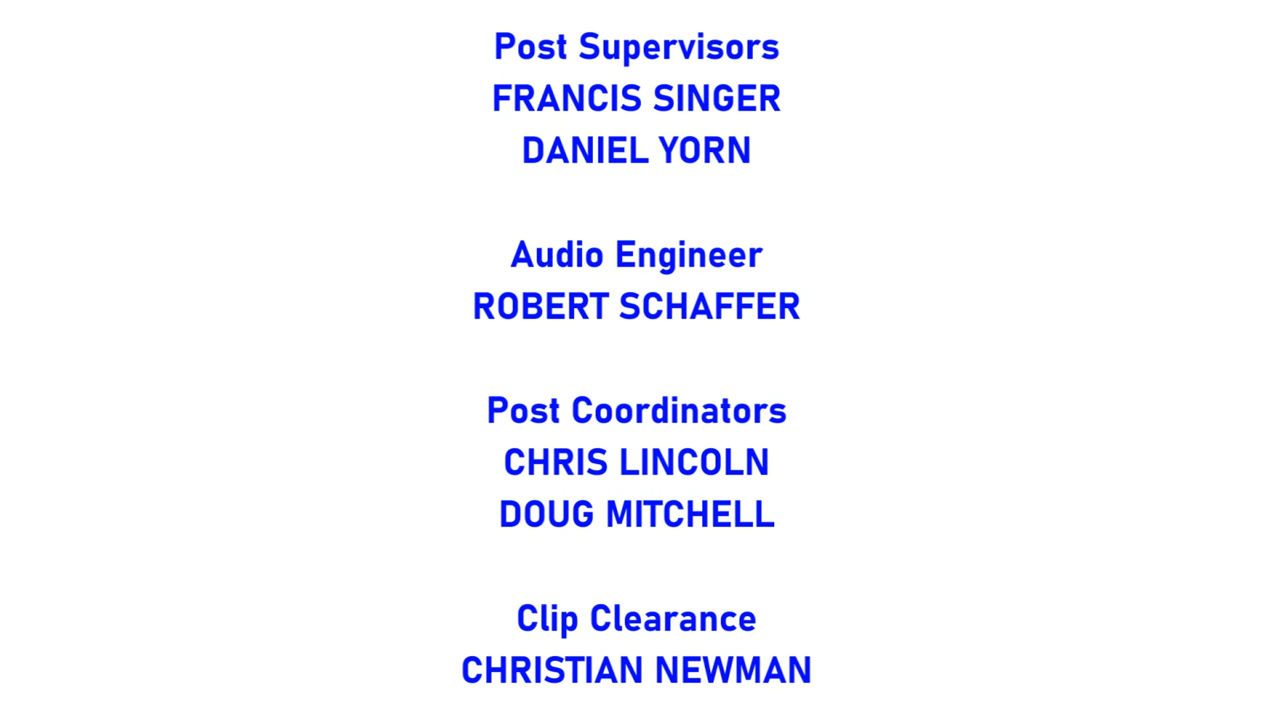 Post Supervisors
FRANCIS SINGER
DANIEL YORN
Audio Engineer
ROBERT SCHAFFER
Post Coordinators
CHRIS LINCOLN
DOUG MITCHELL
Clip Clearance
CHRISTIAN NEWMAN